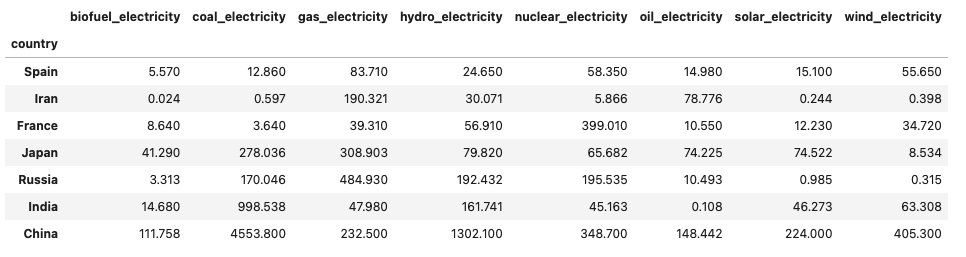 biofuel_electricity coal_electricity gas_electricity hydro_electricity nuclear_electricity oil_electricity solar_electricity wind_electricity
country
Spain 5.570 12.860 83.710 24.650 58.350 14.980 15.100 55.650
Iran 0.024 0.597 190.321 30.071 5.866 78.776 0.244 0.398
France 8.640 3.640 39.310 56.910 399.010 10.550 12.230 34.720
Japan 41.290 278.036 308.903 79.820 65.682 74.225 74.522 8.534
Russia 3.313 170.046 484.930 192.432 195.535 10.493 0.985 0.315
India 14.680 998.538 47.980 161.741 45.163 0.108 46.273 63.308
China 111.758 4553.800 232.500 1302.100 348.700 148.442 224.000 405.300